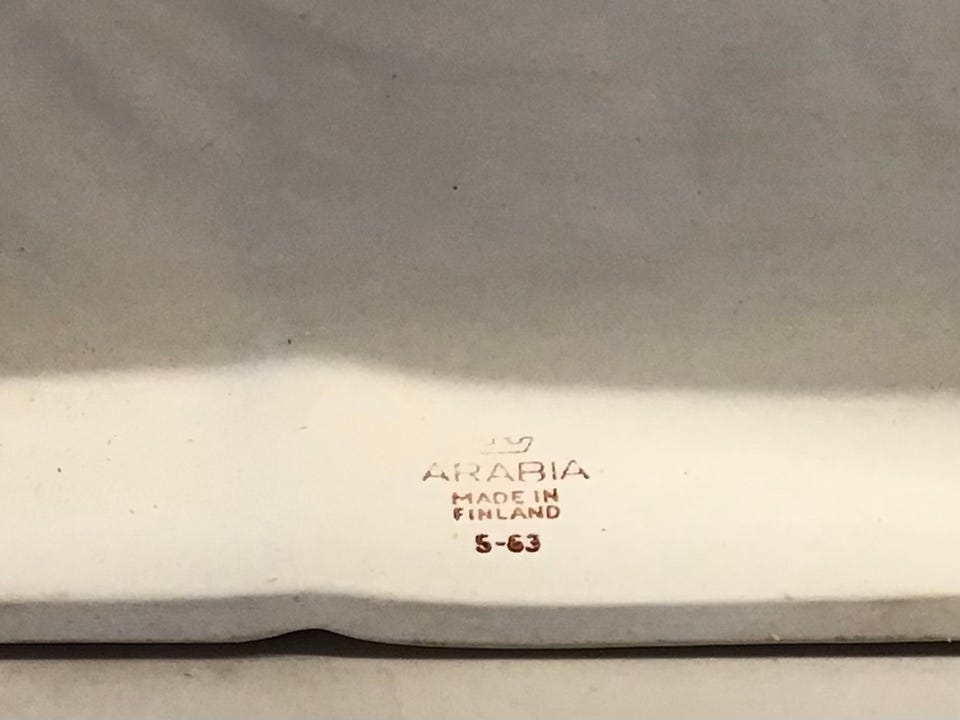 ARABIA
MADE IN
FINLAND
5-63